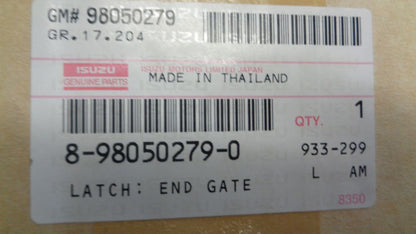 GM# 98050279
GR.17.204
ISUZU
GENUINE PARTS
ISUZU MOTORS LIMITED JAPAN
MADE IN THAILAND
QTY. 1
8-98050279-0 933-299
LATCH: END GATE L AM
8350